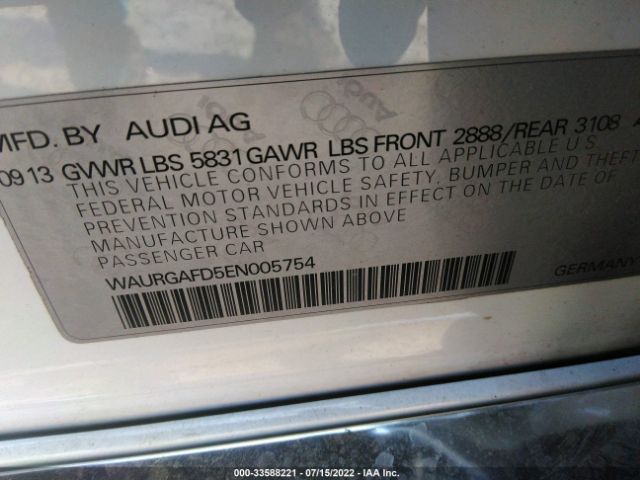 MFD. BY AUDI AG
09 13 GVWR LBS 5831 GAWR LBS FRONT 2888/REAR 3108
THIS VEHICLE CONFORMS TO ALL APPLICABLE U S
FEDERAL MOTOR VEHICLE SAFETY, BUMPER AND THEFT
PREVENTION STANDARDS IN EFFECT ON THE DATE OF
MANUFACTURE SHOWN ABOVE
PASSENGER CAR
WAURGAFD5EN005754
GERMANY
000-33588221 - 07/15/2022 - IAA Inc.